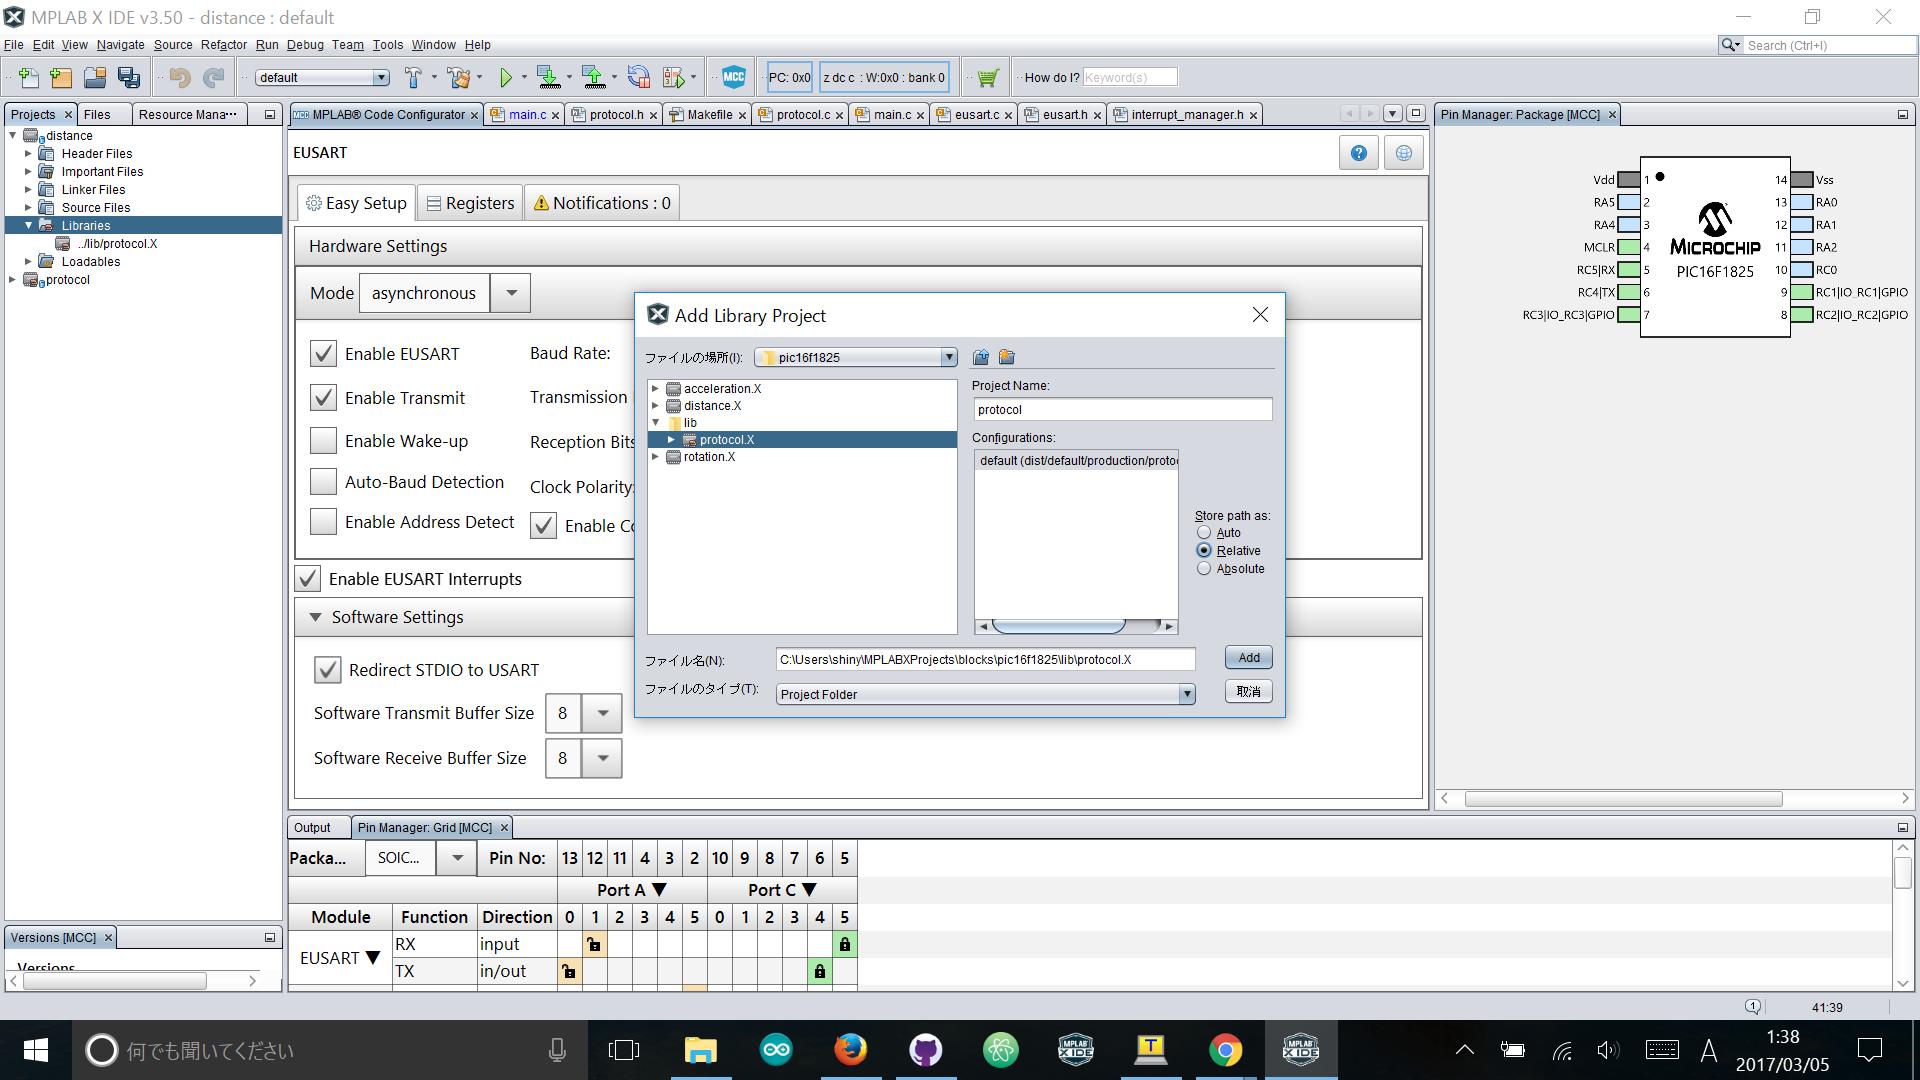 MPLAB X IDE v3.50 - distance : default
File Edit View Navigate Source Refactor Run Debug Team Tools Window Help
Search (Ctrl+I)
default
MCC
PC: 0x0
z dc c : W:0x0 : bank 0
How do I?
Keyword(s)
Projects Files Resource Mana...
distance
Header Files
Important Files
Linker Files
Source Files
Libraries
../lib/protocol.X
Loadables
protocol
MCC MPLAB® Code Configurator main.c protocol.h Makefile protocol.c main.c eusart.c eusart.h interrupt_manager.h
EUSART
Easy Setup Registers Notifications : 0
Hardware Settings
Mode asynchronous
Enable EUSART
Enable Transmit
Enable Wake-up
Auto-Baud Detection
Enable Address Detect
Baud Rate:
Transmission
Reception Bits
Clock Polarity:
Enable Co
Enable EUSART Interrupts
Software Settings
Redirect STDIO to USART
Software Transmit Buffer Size 8
Software Receive Buffer Size 8
Add Library Project
ファイルの場所(I): pic16f1825
acceleration.X
distance.X
lib
protocol.X
rotation.X
Project Name:
protocol
Configurations:
default (dist/default/production/proto
Store path as:
Auto
Relative
Absolute
ファイル名(N): C:\Users\shiny\MPLABXProjects\blocks\pic16f1825\lib\protocol.X
Add
ファイルのタイプ(T): Project Folder
取消
Pin Manager: Package [MCC]
Vdd 1 14 Vss
RA5 2 13 RA0
RA4 3 12 RA1
MCLR 4 11 RA2
RC5|RX 5 10 RC0
RC4|TX 6 9 RC1|IO_RC1|GPIO
RC3|IO_RC3|GPIO 7 8 RC2|IO_RC2|GPIO
MICROCHIP
PIC16F1825
Output Pin Manager: Grid [MCC]
Packa... SOIC... Pin No: 13 12 11 4 3 2 10 9 8 7 6 5
Port A ▼ Port C ▼
Module Function Direction 0 1 2 3 4 5 0 1 2 3 4 5
EUSART ▼
RX input
TX in/out
Versions [MCC]
Versions
1
41:39
何でも聞いてください
MPLAB X IDE
T
MPLAB X IDE
A
1:38
2017/03/05